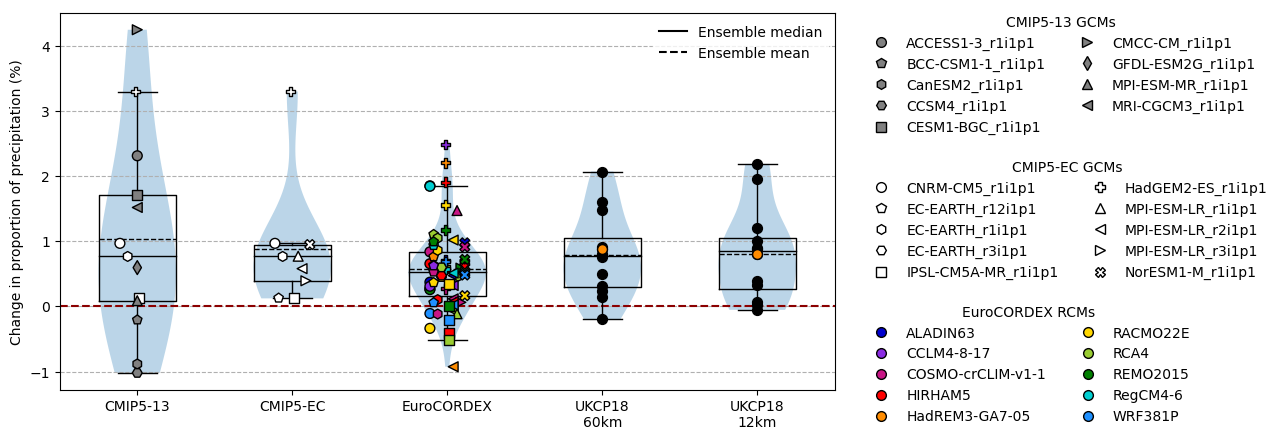 Change in proportion of precipitation (%)
4
3
2
1
0
−1
Ensemble median
Ensemble mean
CMIP5-13
CMIP5-EC
EuroCORDEX
UKCP18
60km
UKCP18
12km
CMIP5-13 GCMs
ACCESS1-3_r1i1p1
BCC-CSM1-1_r1i1p1
CanESM2_r1i1p1
CCSM4_r1i1p1
CESM1-BGC_r1i1p1
CMCC-CM_r1i1p1
GFDL-ESM2G_r1i1p1
MPI-ESM-MR_r1i1p1
MRI-CGCM3_r1i1p1
CMIP5-EC GCMs
CNRM-CM5_r1i1p1
EC-EARTH_r12i1p1
EC-EARTH_r1i1p1
EC-EARTH_r3i1p1
IPSL-CM5A-MR_r1i1p1
HadGEM2-ES_r1i1p1
MPI-ESM-LR_r1i1p1
MPI-ESM-LR_r2i1p1
MPI-ESM-LR_r3i1p1
NorESM1-M_r1i1p1
EuroCORDEX RCMs
ALADIN63
CCLM4-8-17
COSMO-crCLIM-v1-1
HIRHAM5
HadREM3-GA7-05
RACMO22E
RCA4
REMO2015
RegCM4-6
WRF381P